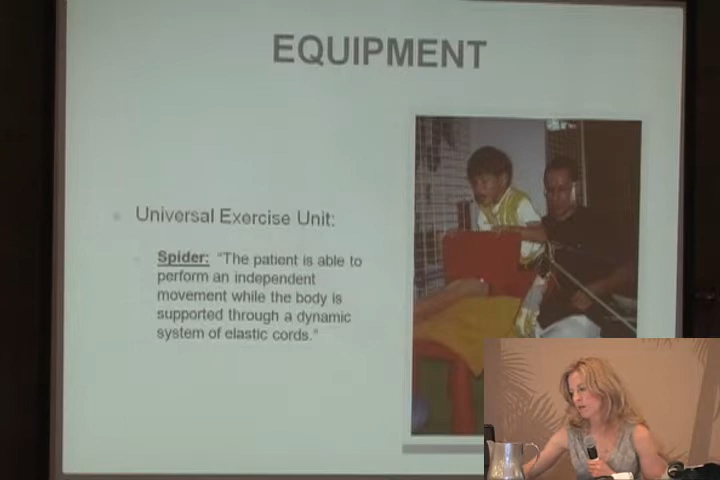 EQUIPMENT
Universal Exercise Unit:
Spider: "The patient is able to
perform an independent
movement while the body is
supported through a dynamic
system of elastic cords."